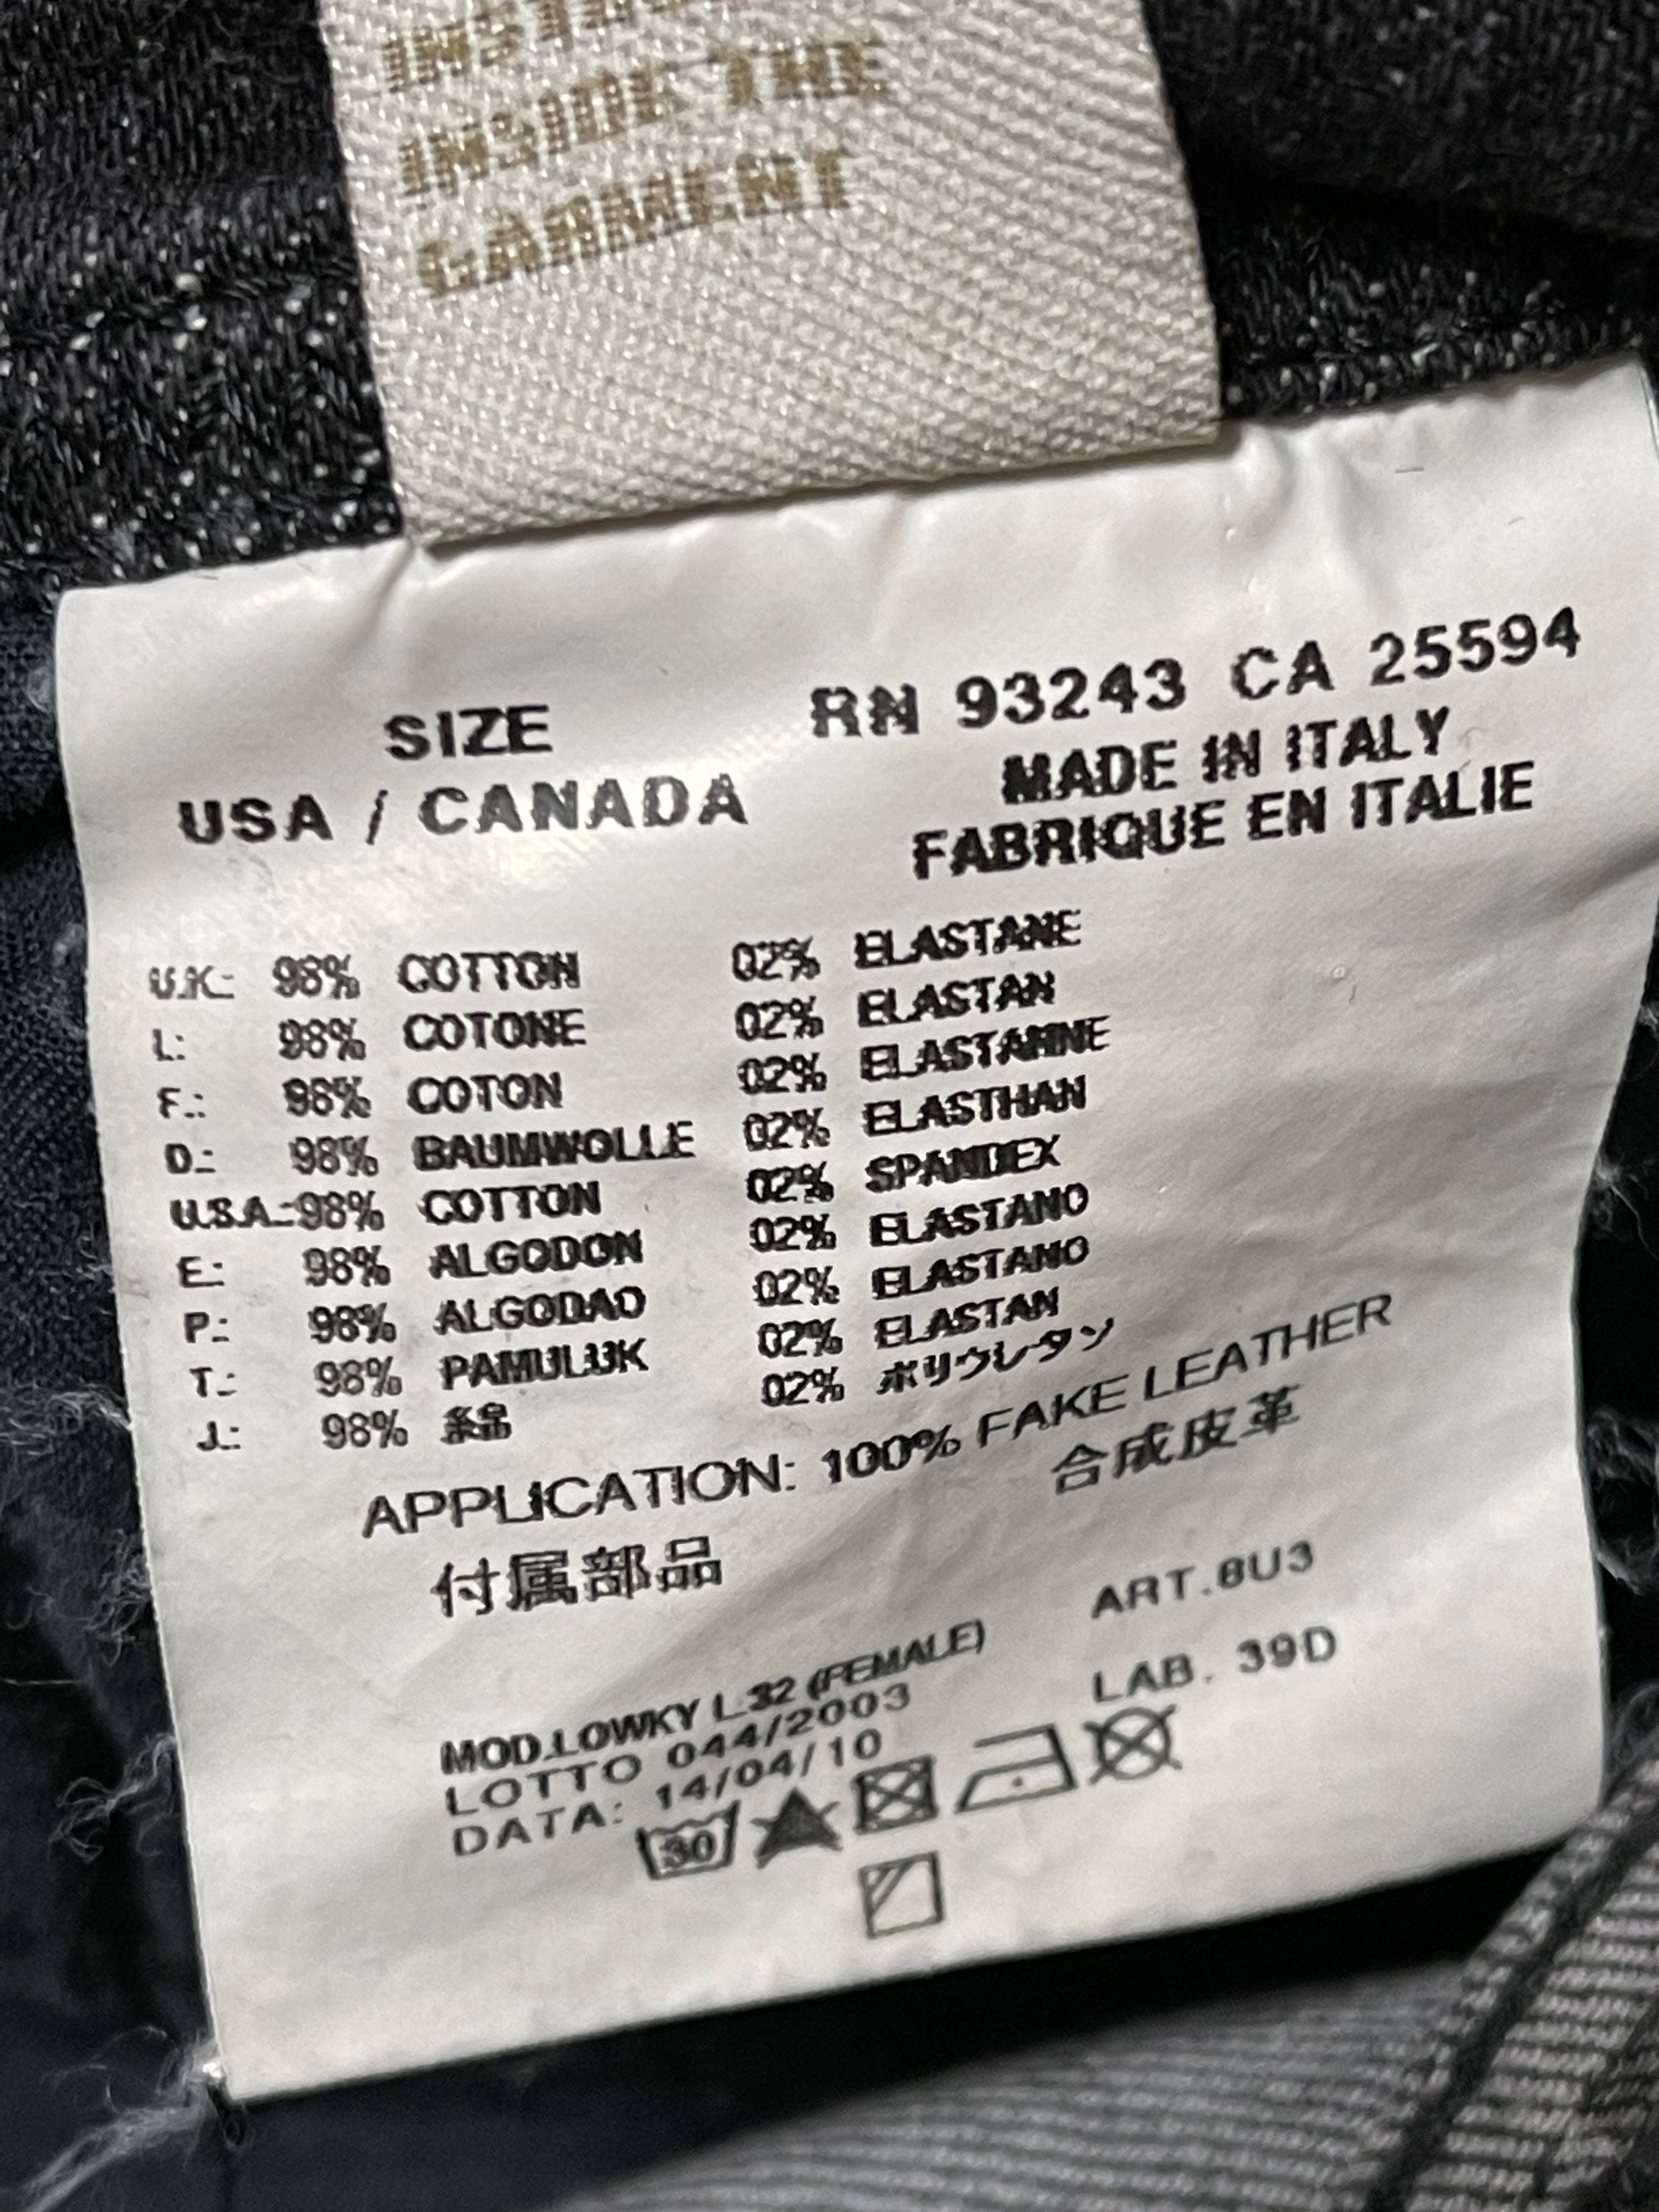 INSIDE THE
GARMENT
SIZE
USA / CANADA
RN 93243 CA 25594
MADE IN ITALY
FABRIQUE EN ITALIE
U.K.: 98% COTTON 02% ELASTANE
I.: 98% COTONE 02% ELASTAN
F.: 98% COTON 02% ELASTAHNE
D.: 98% BAUMWOLLE 02% ELASTHAN
U.S.A.:98% COTTON 02% SPANDEX
E.: 98% ALGODON 02% ELASTANO
P.: 98% ALGODAO 02% ELASTANO
T.: 98% PAMULUK 02% ELASTAN
J.: 98% 綿 02% ポリウレタン
APPLICATION: 100% FAKE LEATHER
付属部品 合成皮革
ART.8U3
LAB. 39D
MOD.LOWKY L.32 (FEMALE)
LOTTO 044/2003
DATA: 14/04/10
30